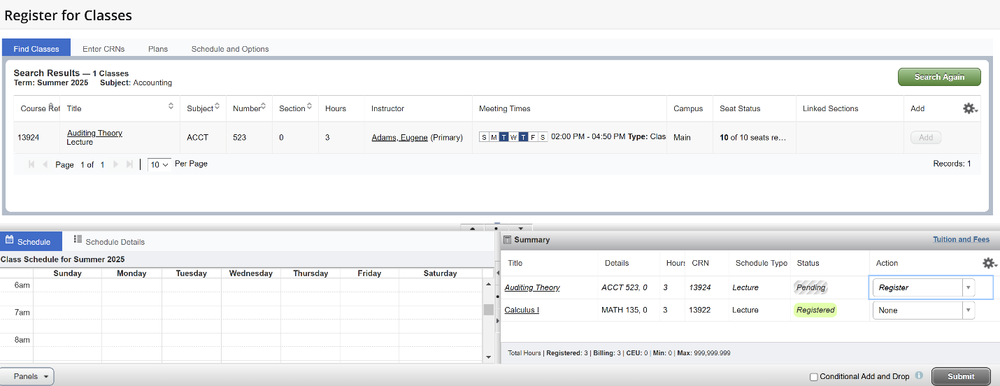 Register for Classes
Find Classes Enter CRNs Plans Schedule and Options
Search Results — 1 Classes
Term: Summer 2025 Subject: Accounting
Search Again
Course Ref Title Subject Number Section Hours Instructor Meeting Times Campus Seat Status Linked Sections Add
13924 Auditing Theory ACCT 523 0 3 Adams, Eugene (Primary) S M T W T F S 02:00 PM - 04:50 PM Type: Clas Main 10 of 10 seats re... Add
Lecture
Page 1 of 1 10 Per Page Records: 1
Schedule Schedule Details
Class Schedule for Summer 2025
Sunday Monday Tuesday Wednesday Thursday Friday Saturday
6am
7am
8am
Summary Tuition and Fees
Title Details Hours CRN Schedule Type Status Action
Auditing Theory ACCT 523, 0 3 13924 Lecture Pending Register
Calculus I MATH 135, 0 3 13922 Lecture Registered None
Total Hours | Registered: 3 | Billing: 3 | CEU: 0 | Min: 0 | Max: 999,999.999
Panels Conditional Add and Drop Submit